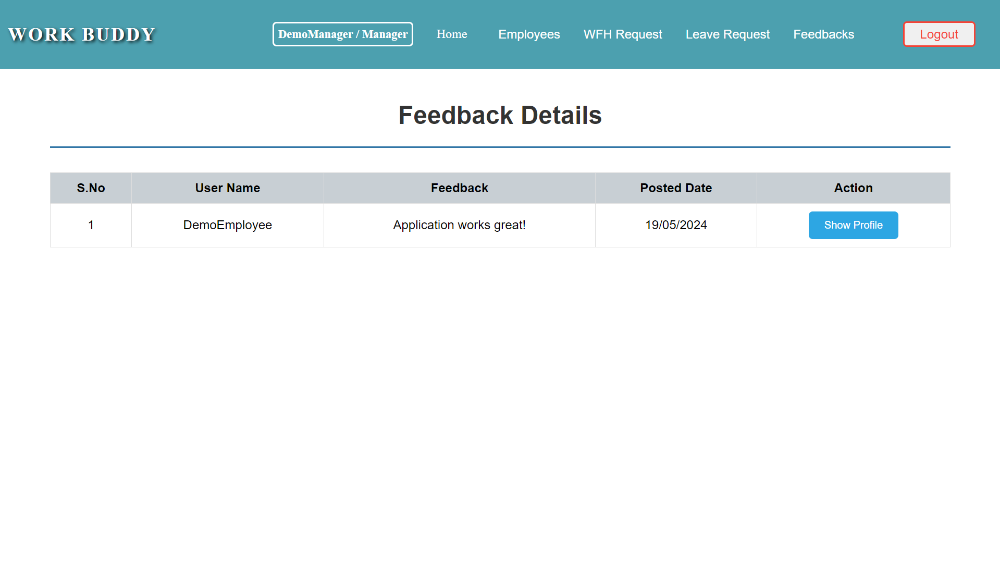 WORK BUDDY DemoManager / Manager Home Employees WFH Request Leave Request Feedbacks Logout
Feedback Details
S.No User Name Feedback Posted Date Action
1 DemoEmployee Application works great! 19/05/2024 Show Profile